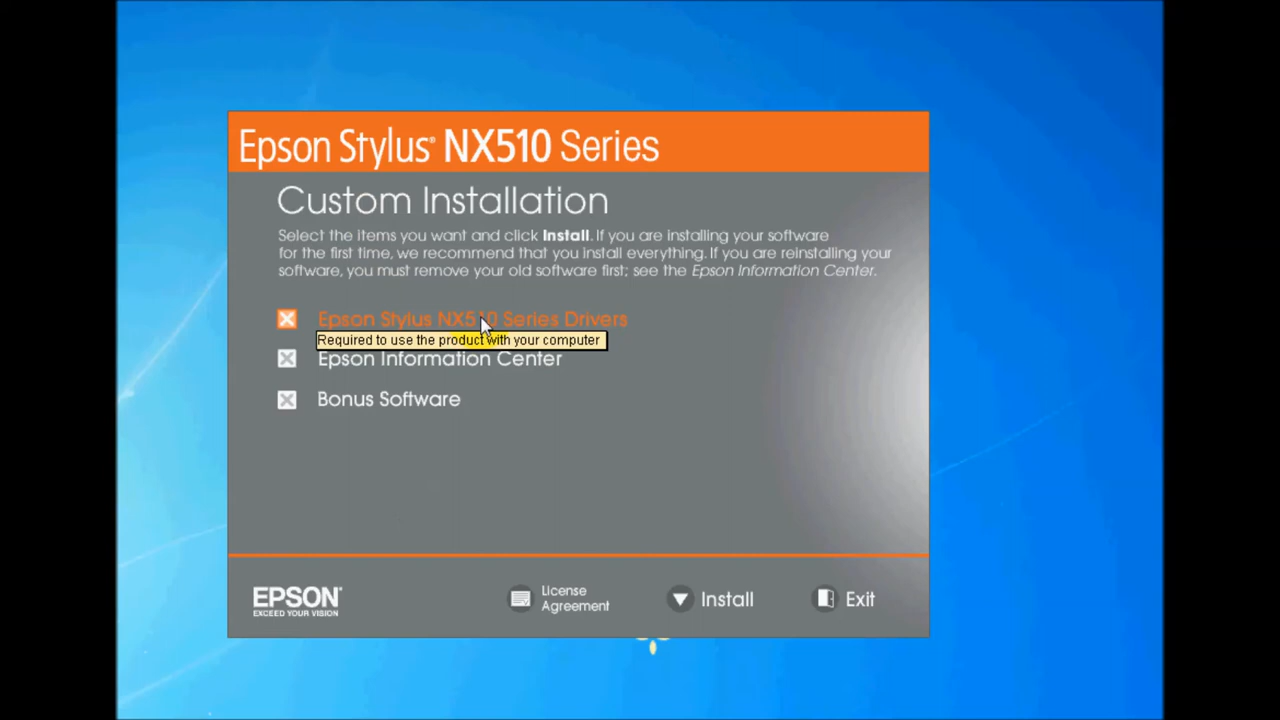 Epson Stylus® NX510 Series
Custom Installation
Select the items you want and click Install. If you are installing your software
for the first time, we recommend that you install everything. If you are reinstalling your
software, you must remove your old software first; see the Epson Information Center.
Epson Stylus NX510 Series Drivers
Required to use the product with your computer
Epson Information Center
Bonus Software
EPSON®
EXCEED YOUR VISION
License
Agreement
Install
Exit